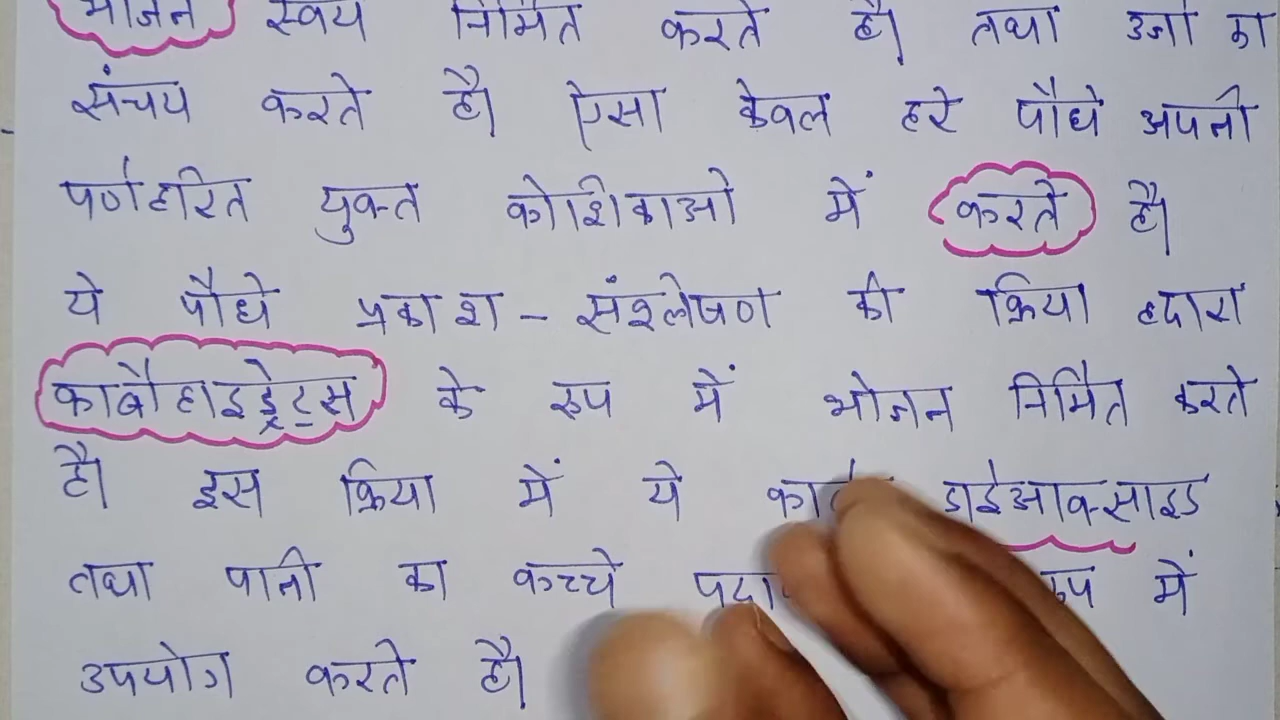 भोजन स्वयं निर्मित करते है। तथा उर्जा का
संचय करते है। ऐसा केवल हरे पौधे अपनी
पर्णहरित युक्त कोशिकाओ में करते है।
ये पौधे प्रकाश - संश्लेषण की क्रिया द्दारा
कार्बोहाइड्रेट्स के रुप में भोजन निर्मित करते
है। इस क्रिया में ये डाईआक्साइड
तथा पानी का कच्चे रुप में
उपयोग करते है।